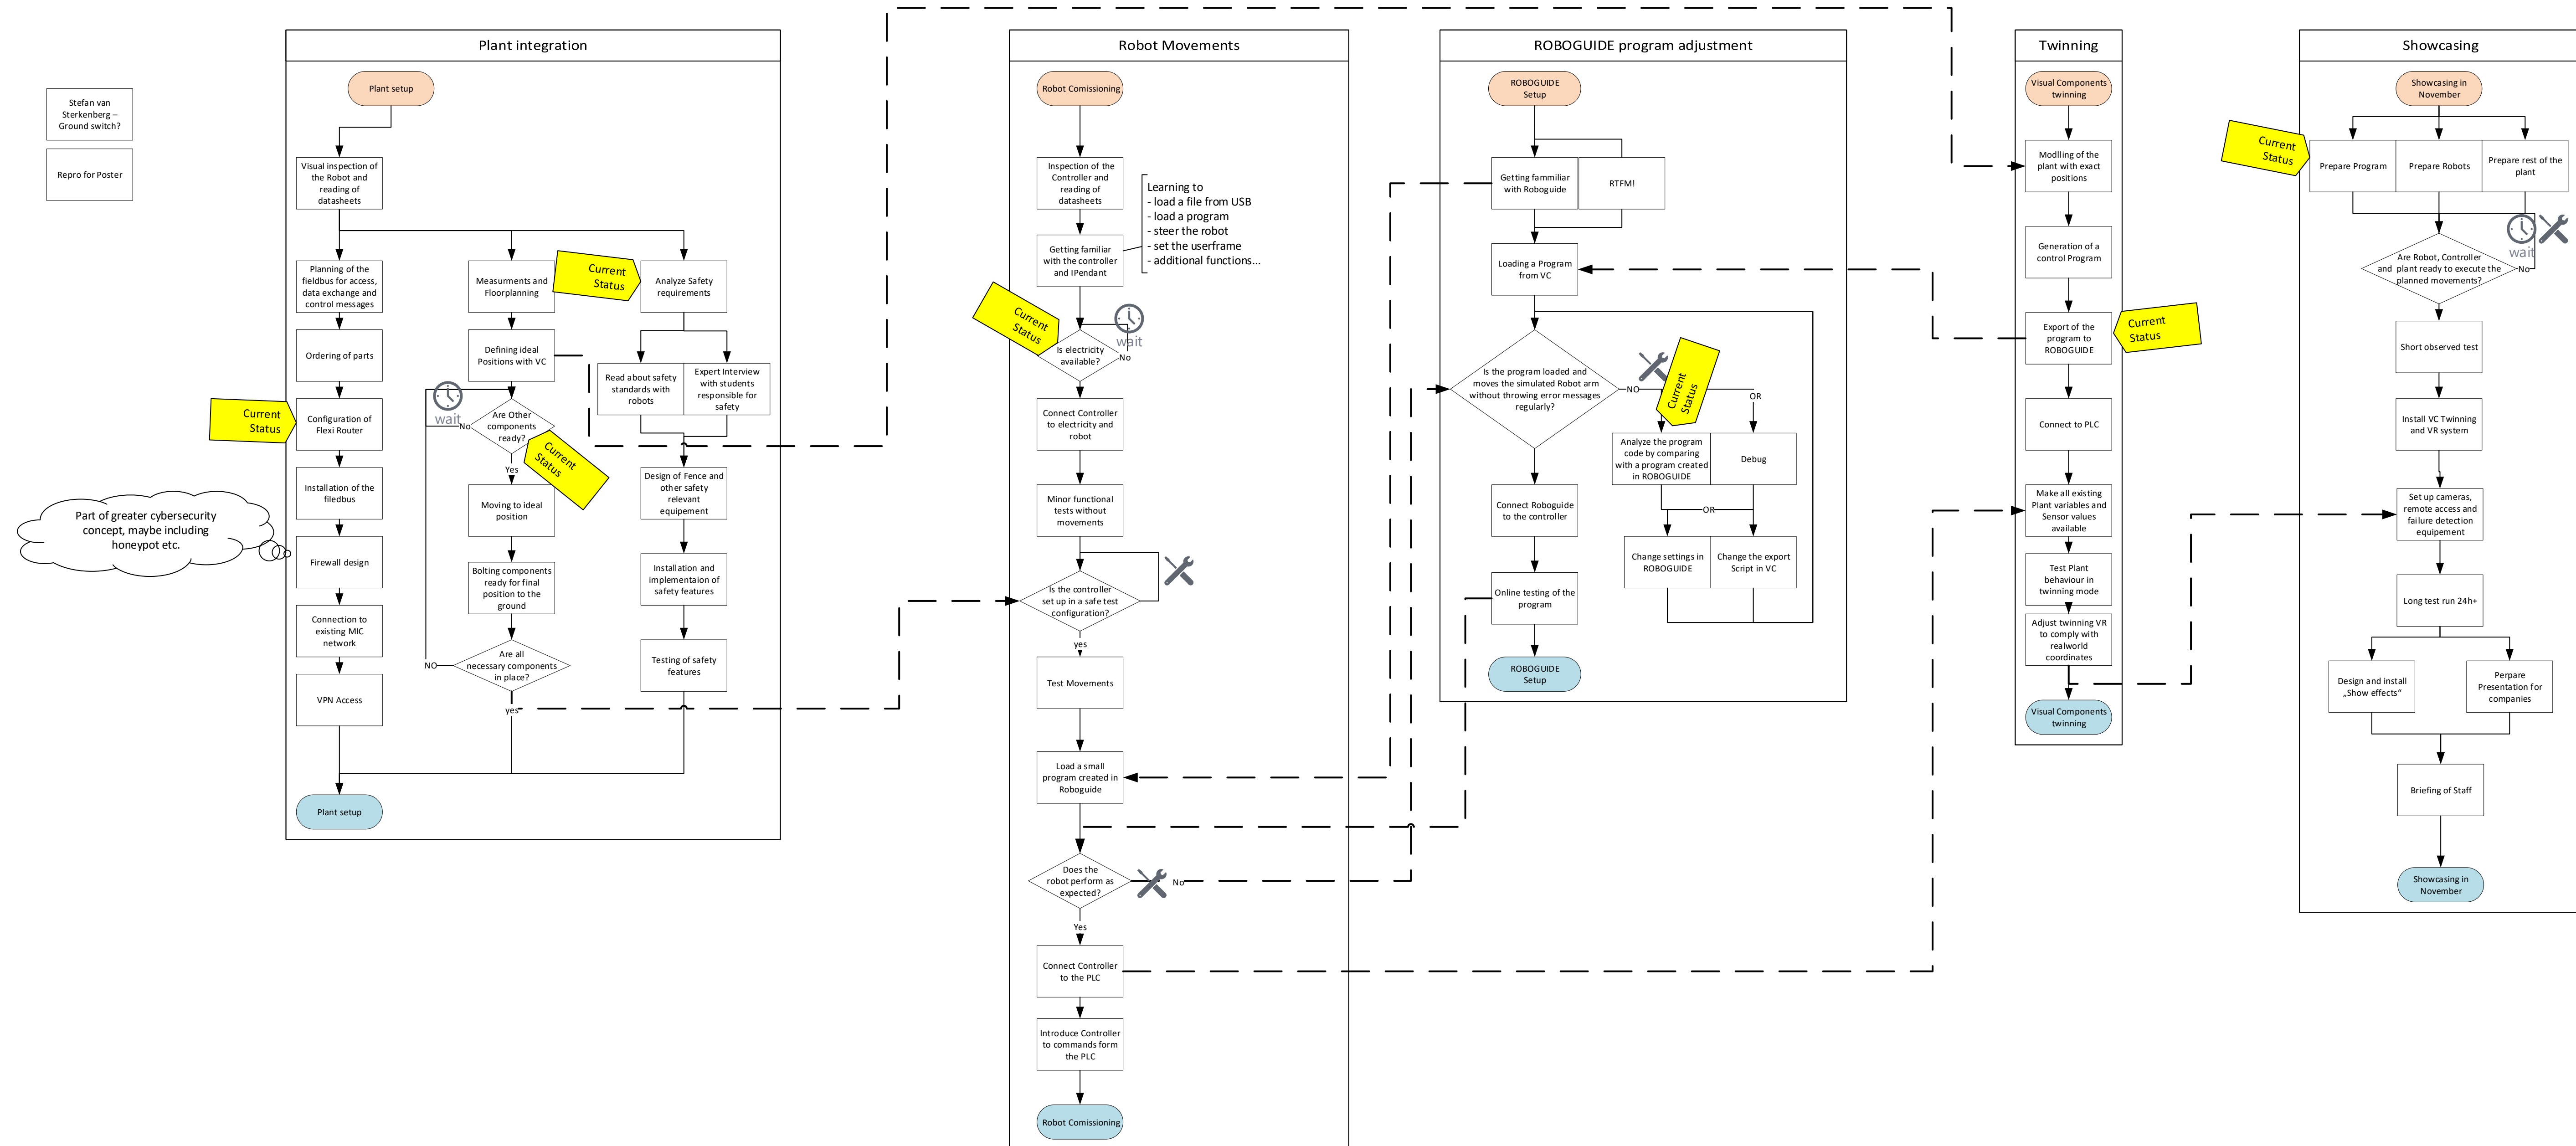 Stefan van
Sterkenberg –
Ground switch?
Repro for Poster
Part of greater cybersecurity
concept, maybe including
honeypot etc.
Plant integration
Plant setup
Visual inspection of
the Robot and
reading of
datasheets
Planning of the
fieldbus for access,
data exchange and
control messages
Ordering of parts
Current
Status
Configuration of
Flexi Router
Installation of the
filedbus
Firewall design
Connection to
existing MIC
network
VPN Access
Plant setup
Measurments and
Floorplanning
Defining ideal
Positions with VC
wait
No
Are Other
components
ready?
Current
Status
Yes
Moving to ideal
position
Bolting components
ready for final
position to the
ground
NO
Are all
necessary components
in place?
yes
Current
Status
Analyze Safety
requirements
Read about safety
standards with
robots
Expert Interview
with students
responsible for
safety
Design of Fence and
other safety
relevant
equipement
Installation and
implementaion of
safety features
Testing of safety
features
Robot Movements
Robot Comissioning
Inspection of the
Controller and
reading of
datasheets
Getting familiar
with the controller
and IPendant
Learning to
- load a file from USB
- load a program
- steer the robot
- set the userframe
- additional functions...
Current
Status
wait
Is electricity
available?
No
Connect Controller
to electricity and
robot
Minor functional
tests without
movements
Is the controller
set up in a safe test
configuration?
yes
Test Movements
Load a small
program created in
Roboguide
Does the
robot perform as
expected?
No
Yes
Connect Controller
to the PLC
Introduce Controller
to commands form
the PLC
Robot Comissioning
ROBOGUIDE program adjustment
ROBOGUIDE
Setup
Getting fammiliar
with Roboguide
RTFM!
Loading a Program
from VC
Is the program loaded and
moves the simulated Robot arm
without throwing error messages
regularly?
NO
Current
Status
OR
Analyze the program
code by comparing
with a program created
in ROBOGUIDE
Debug
OR
Change settings in
ROBOGUIDE
Change the export
Script in VC
Connect Roboguide
to the controller
Online testing of the
program
ROBOGUIDE
Setup
Twinning
Visual Components
twinning
Modlling of the
plant with exact
positions
Generation of a
control Program
Export of the
program to
ROBOGUIDE
Current
Status
Connect to PLC
Make all existing
Plant variables and
Sensor values
available
Test Plant
behaviour in
twinning mode
Adjust twinning VR
to comply with
realworld
coordinates
Visual Components
twinning
Showcasing
Showcasing in
November
Current
Status
Prepare Program
Prepare Robots
Prepare rest of the
plant
wait
Are Robot, Controller
and plant ready to execute the
planned movements?
No
Short observed test
Install VC Twinning
and VR system
Set up cameras,
remote access and
failure detection
equipement
Long test run 24h+
Design and install
„Show effects”
Perpare
Presentation for
companies
Briefing of Staff
Showcasing in
November